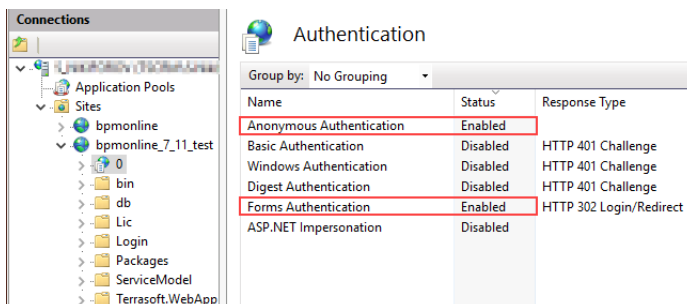 Connections
Authentication
Group by: No Grouping
Application Pools
Sites
bpmonline
bpmonline_7_11_test
0
bin
db
Lic
Login
Packages
ServiceModel
Terrasoft.WebApp
Name Status Response Type
Anonymous Authentication Enabled
Basic Authentication Disabled HTTP 401 Challenge
Windows Authentication Disabled HTTP 401 Challenge
Digest Authentication Disabled HTTP 401 Challenge
Forms Authentication Enabled HTTP 302 Login/Redirect
ASP.NET Impersonation Disabled